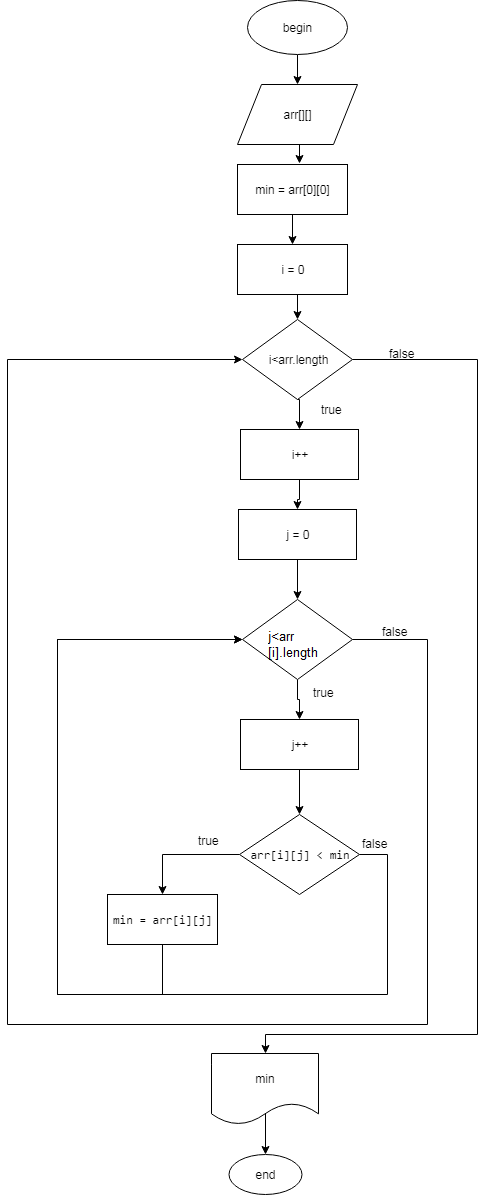 begin
arr[][]
min = arr[0][0]
i = 0
i<arr.length
false
true
i++
j = 0
j<arr
[i].length
false
true
j++
arr[i][j] < min
true
false
min = arr[i][j]
min
end